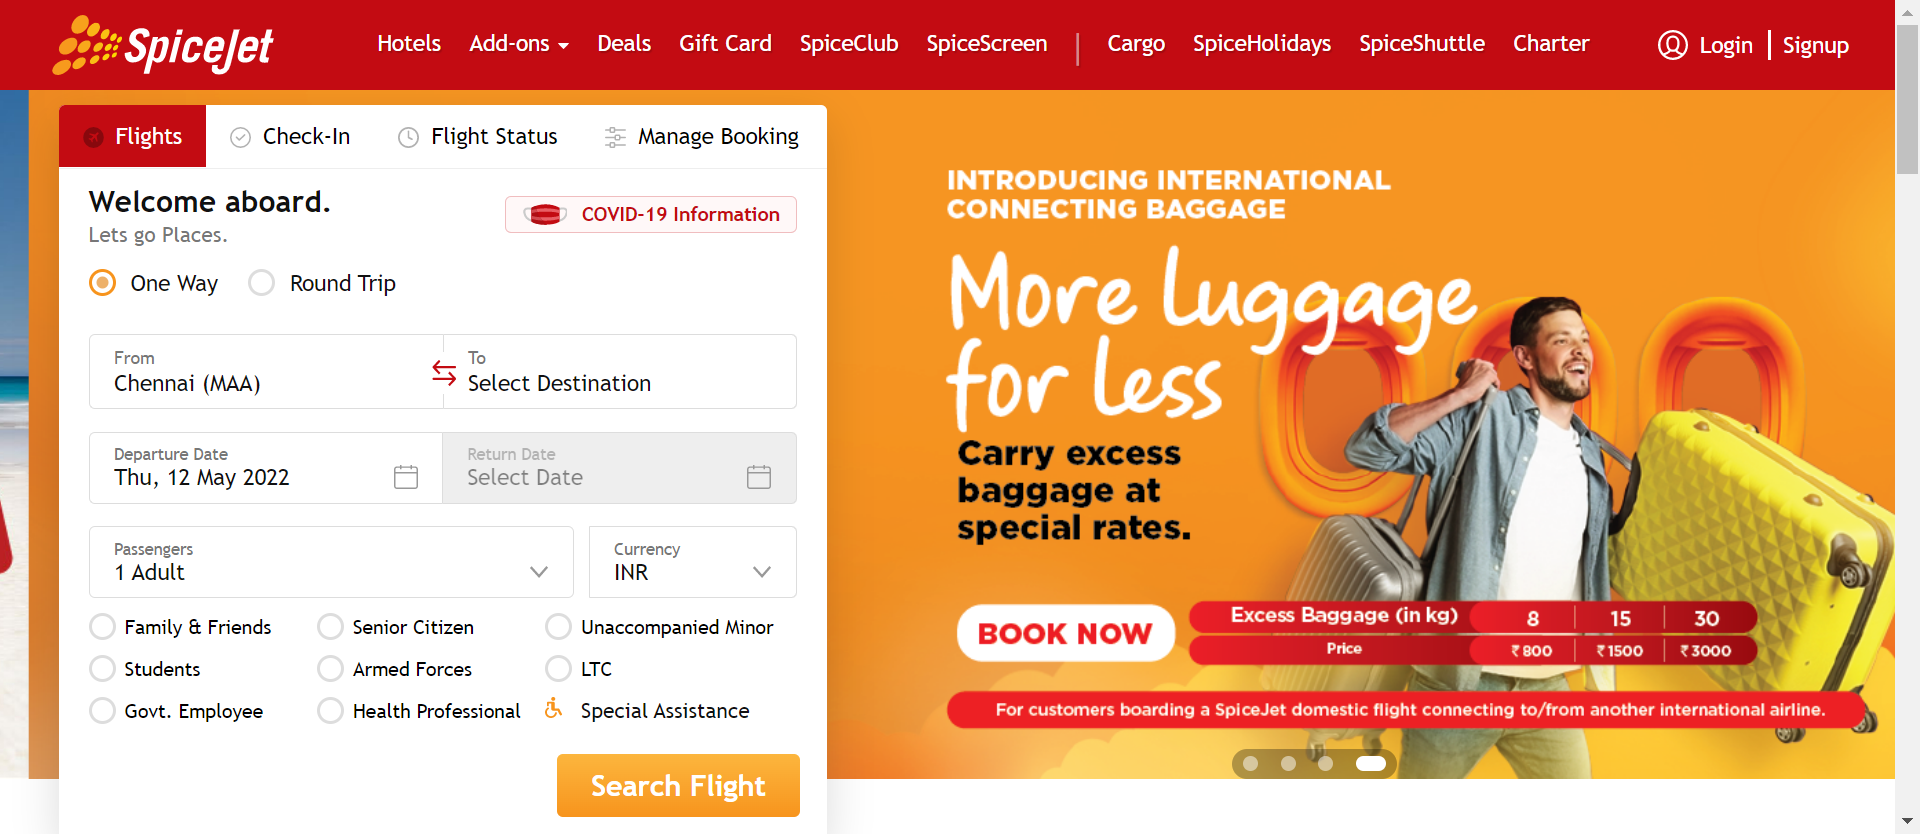 SpiceJet
Hotels Add-ons Deals Gift Card SpiceClub SpiceScreen | Cargo SpiceHolidays SpiceShuttle Charter Login | Signup
Flights Check-In Flight Status Manage Booking
Welcome aboard.
Lets go Places.
COVID-19 Information
One Way Round Trip
From
Chennai (MAA)
To
Select Destination
Departure Date
Thu, 12 May 2022
Return Date
Select Date
Passengers
1 Adult
Currency
INR
Family & Friends Senior Citizen Unaccompanied Minor
Students Armed Forces LTC
Govt. Employee Health Professional Special Assistance
Search Flight
INTRODUCING INTERNATIONAL
CONNECTING BAGGAGE
More luggage
for less
Carry excess
baggage at
special rates.
BOOK NOW
Excess Baggage (in kg) 8 15 30
Price ₹800 ₹1500 ₹3000
For customers boarding a SpiceJet domestic flight connecting to/from another international airline.